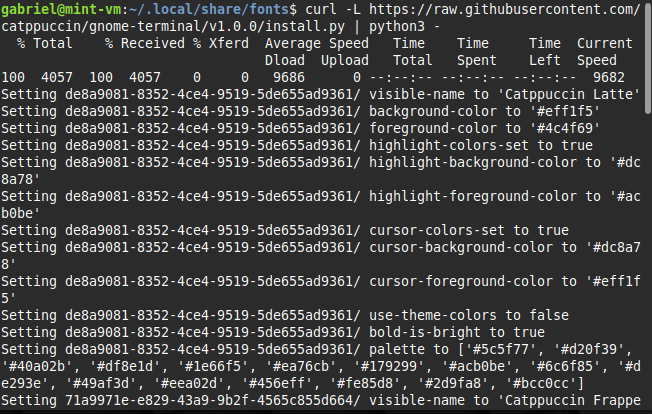 gabriel@mint-vm:~/.local/share/fonts$ curl -L https://raw.githubusercontent.com/
catppuccin/gnome-terminal/v1.0.0/install.py | python3 -
  % Total    % Received % Xferd  Average Speed   Time    Time     Time  Current
                                 Dload  Upload   Total   Spent    Left  Speed
100  4057  100  4057    0     0   9686      0 --:--:-- --:--:-- --:--:--  9682
Setting de8a9081-8352-4ce4-9519-5de655ad9361/ visible-name to 'Catppuccin Latte'
Setting de8a9081-8352-4ce4-9519-5de655ad9361/ background-color to '#eff1f5'
Setting de8a9081-8352-4ce4-9519-5de655ad9361/ foreground-color to '#4c4f69'
Setting de8a9081-8352-4ce4-9519-5de655ad9361/ highlight-colors-set to true
Setting de8a9081-8352-4ce4-9519-5de655ad9361/ highlight-background-color to '#dc
8a78'
Setting de8a9081-8352-4ce4-9519-5de655ad9361/ highlight-foreground-color to '#ac
b0be'
Setting de8a9081-8352-4ce4-9519-5de655ad9361/ cursor-colors-set to true
Setting de8a9081-8352-4ce4-9519-5de655ad9361/ cursor-background-color to '#dc8a7
8'
Setting de8a9081-8352-4ce4-9519-5de655ad9361/ cursor-foreground-color to '#eff1f
5'
Setting de8a9081-8352-4ce4-9519-5de655ad9361/ use-theme-colors to false
Setting de8a9081-8352-4ce4-9519-5de655ad9361/ bold-is-bright to true
Setting de8a9081-8352-4ce4-9519-5de655ad9361/ palette to ['#5c5f77', '#d20f39',
'#40a02b', '#df8e1d', '#1e66f5', '#ea76cb', '#179299', '#acb0be', '#6c6f85', '#d
e293e', '#49af3d', '#eea02d', '#456eff', '#fe85d8', '#2d9fa8', '#bcc0cc']
Setting 71a9971e-e829-43a9-9b2f-4565c855d664/ visible-name to 'Catppuccin Frappe